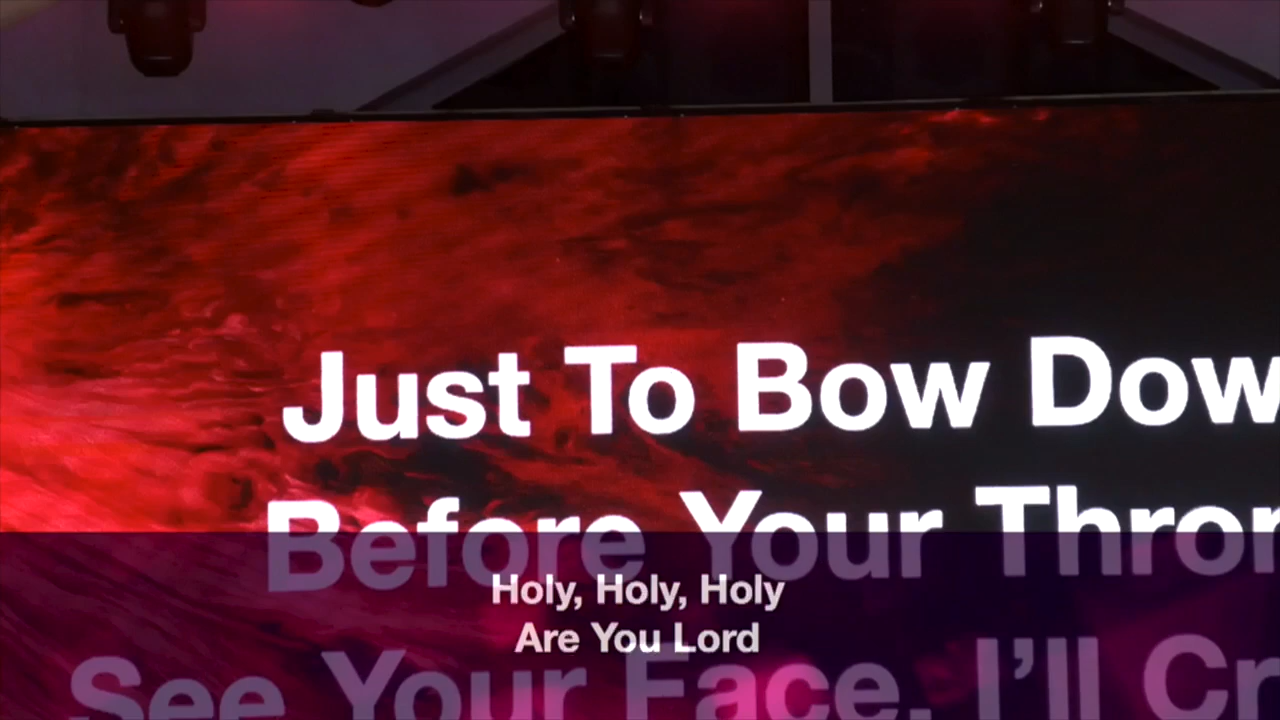 Just To Bow Dow
Before Your Thron
Holy, Holy, Holy
Are You Lord
See Your Face, I'll Cr